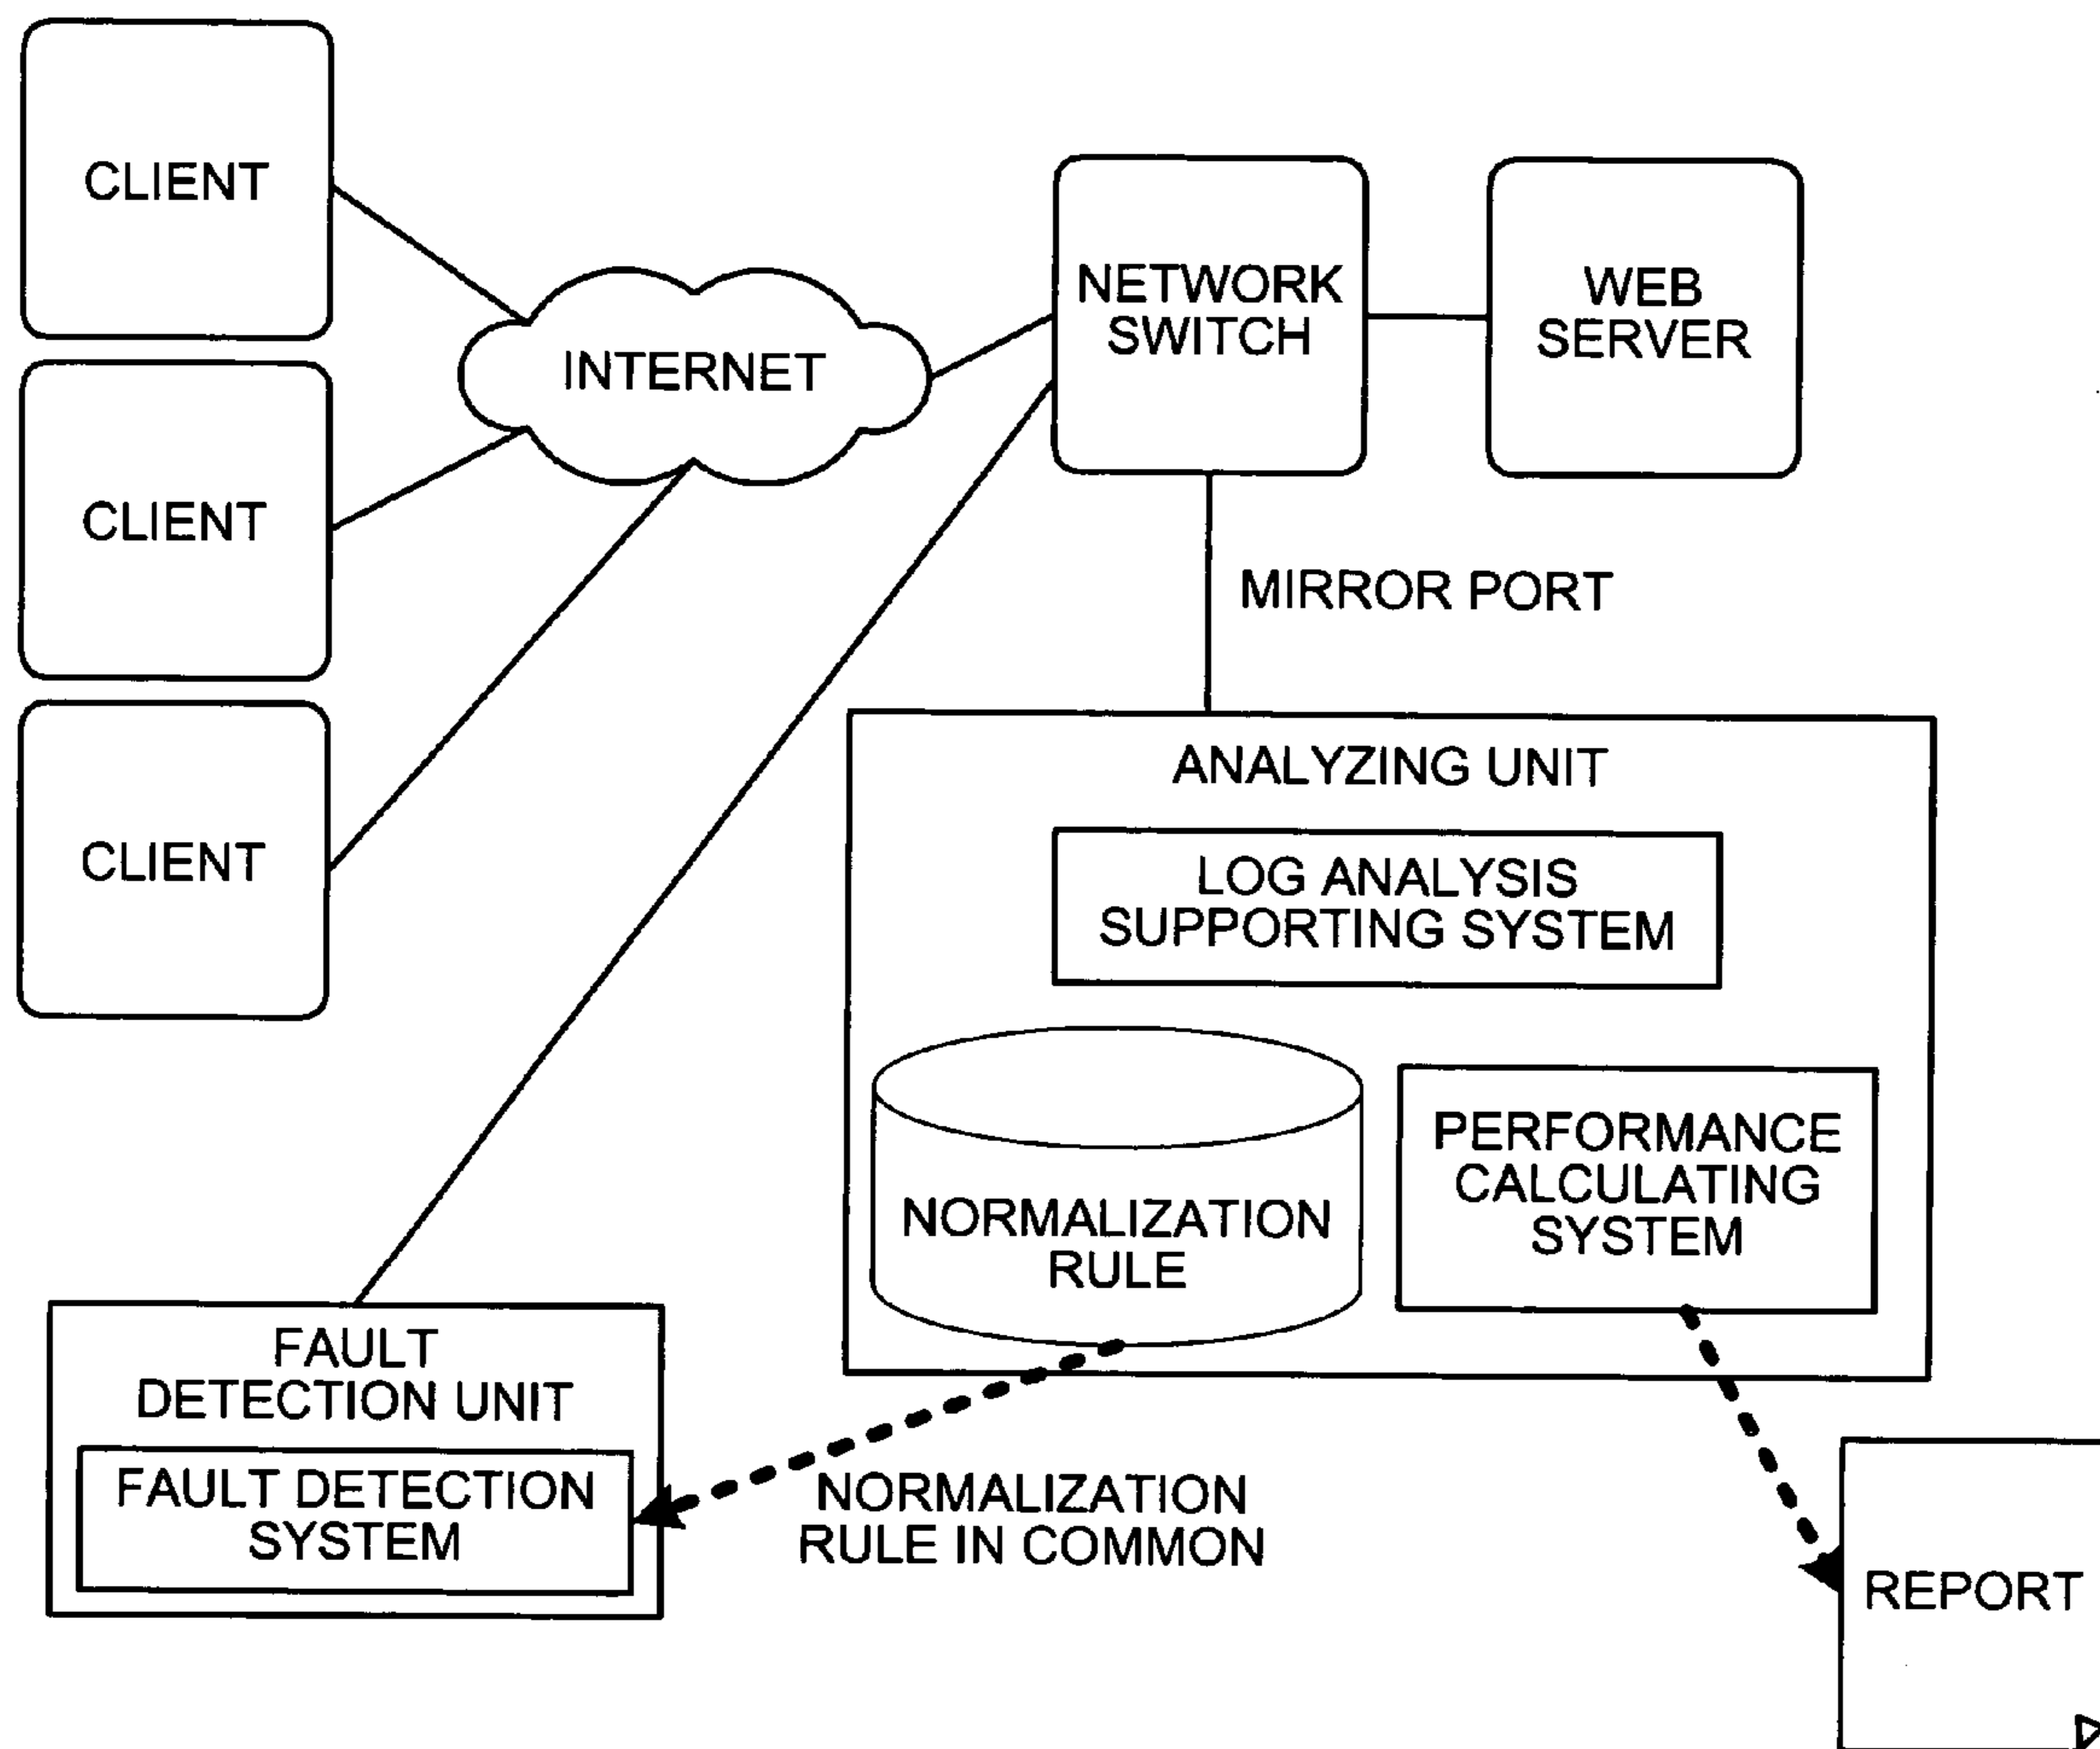 CLIENT
CLIENT
CLIENT
INTERNET
NETWORK
SWITCH
WEB
SERVER
MIRROR PORT
ANALYZING UNIT
LOG ANALYSIS
SUPPORTING SYSTEM
NORMALIZATION
RULE
PERFORMANCE
CALCULATING
SYSTEM
FAULT
DETECTION UNIT
FAULT DETECTION
SYSTEM
NORMALIZATION
RULE IN COMMON
REPORT